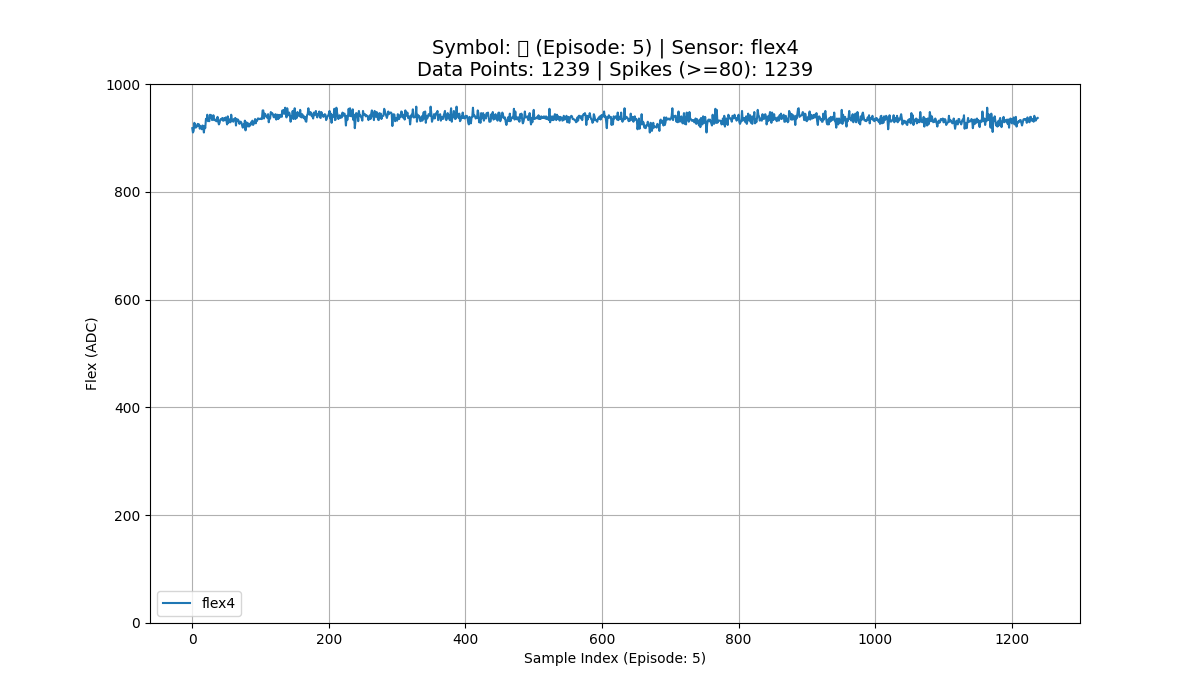 Symbol: (Episode: 5) | Sensor: flex4
Data Points: 1239 | Spikes (>=80): 1239
1000
800
600
400
200
0
Flex (ADC)
flex4
0 200 400 600 800 1000 1200
Sample Index (Episode: 5)